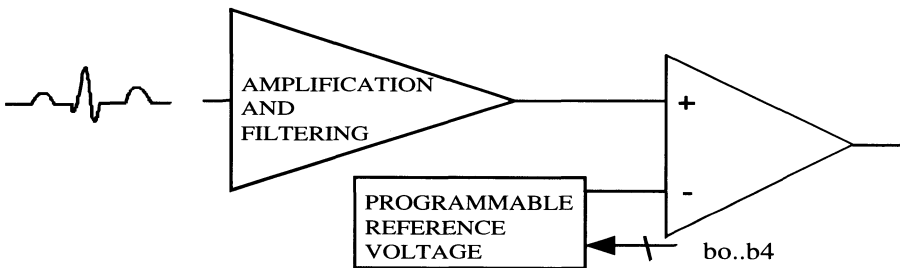 AMPLIFICATION
AND
FILTERING
+
-
PROGRAMMABLE
REFERENCE
VOLTAGE
bo..b4